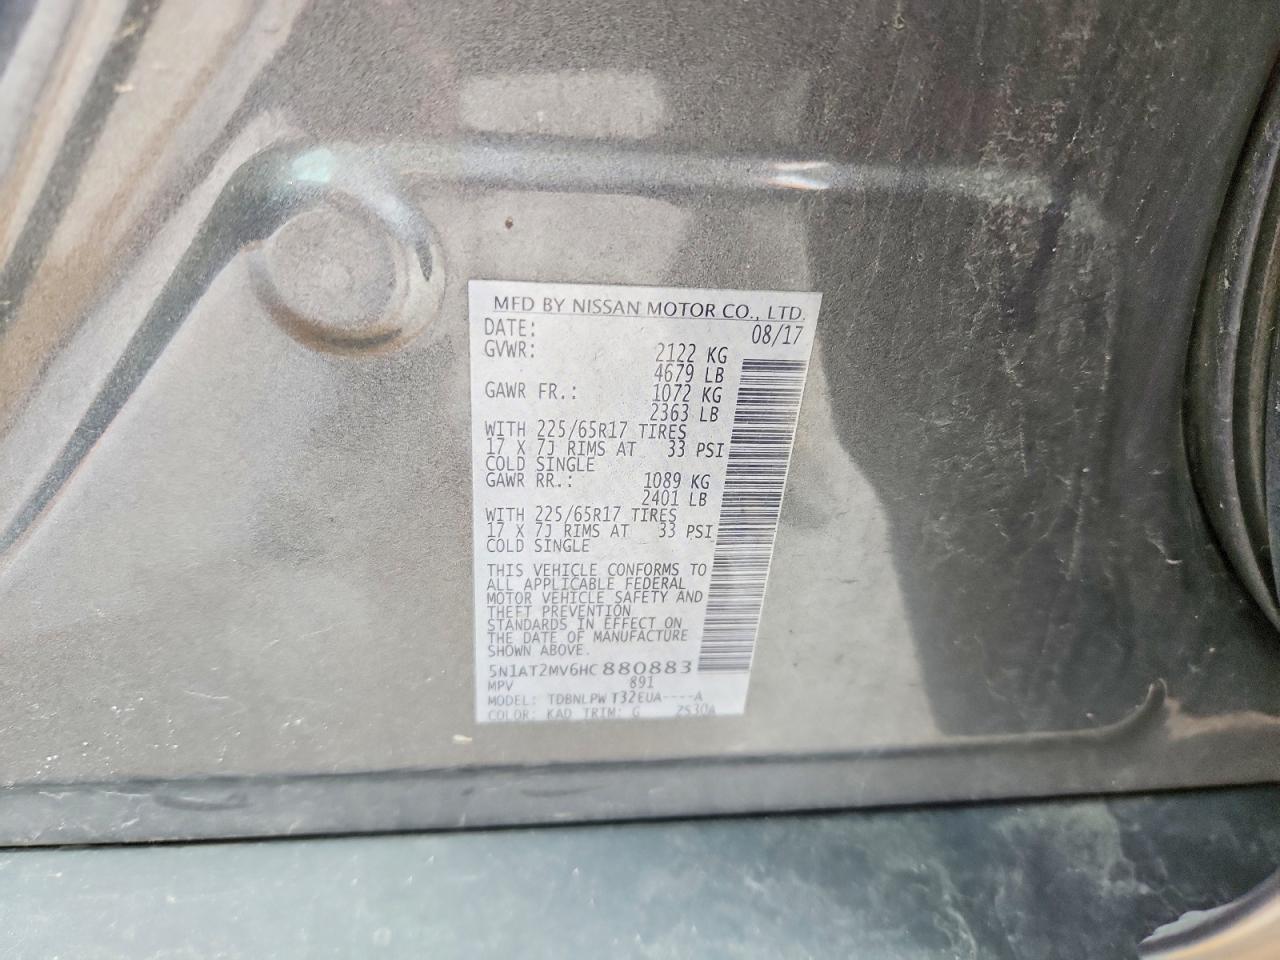 MFD BY NISSAN MOTOR CO., LTD.
DATE: 08/17
GVWR: 2122 KG
4679 LB
GAWR FR.: 1072 KG
2363 LB
WITH 225/65R17 TIRES
17 X 7J RIMS AT 33 PSI
COLD SINGLE
GAWR RR.: 1089 KG
2401 LB
WITH 225/65R17 TIRES
17 X 7J RIMS AT 33 PSI
COLD SINGLE
THIS VEHICLE CONFORMS TO
ALL APPLICABLE FEDERAL
MOTOR VEHICLE SAFETY AND
THEFT PREVENTION
STANDARDS IN EFFECT ON
THE DATE OF MANUFACTURE
SHOWN ABOVE.
5N1AT2MV6HC880883
MPV 891
MODEL: TDBNLPW T32EUA----A
COLOR: KAD TRIM: G ZS30A